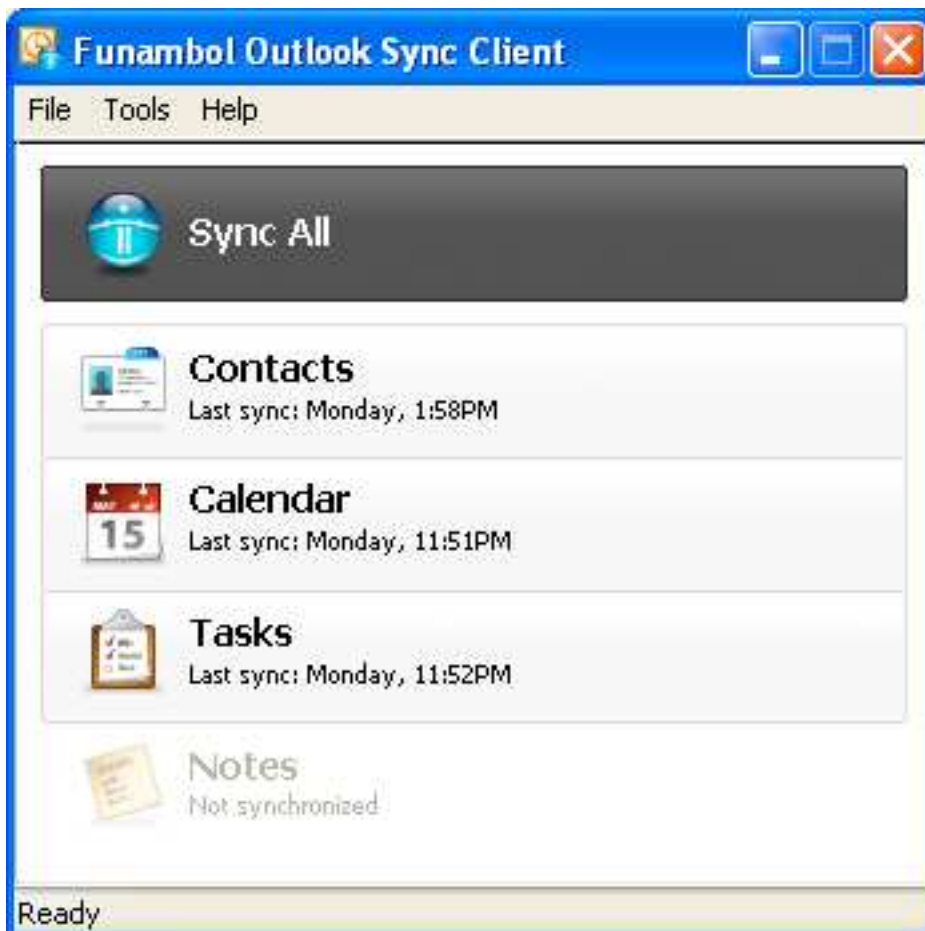 Funambol Outlook Sync Client
File Tools Help
Sync All
Contacts
Last sync: Monday, 1:58PM
Calendar
Last sync: Monday, 11:51PM
15
Tasks
Last sync: Monday, 11:52PM
Notes
Not synchronized
Ready